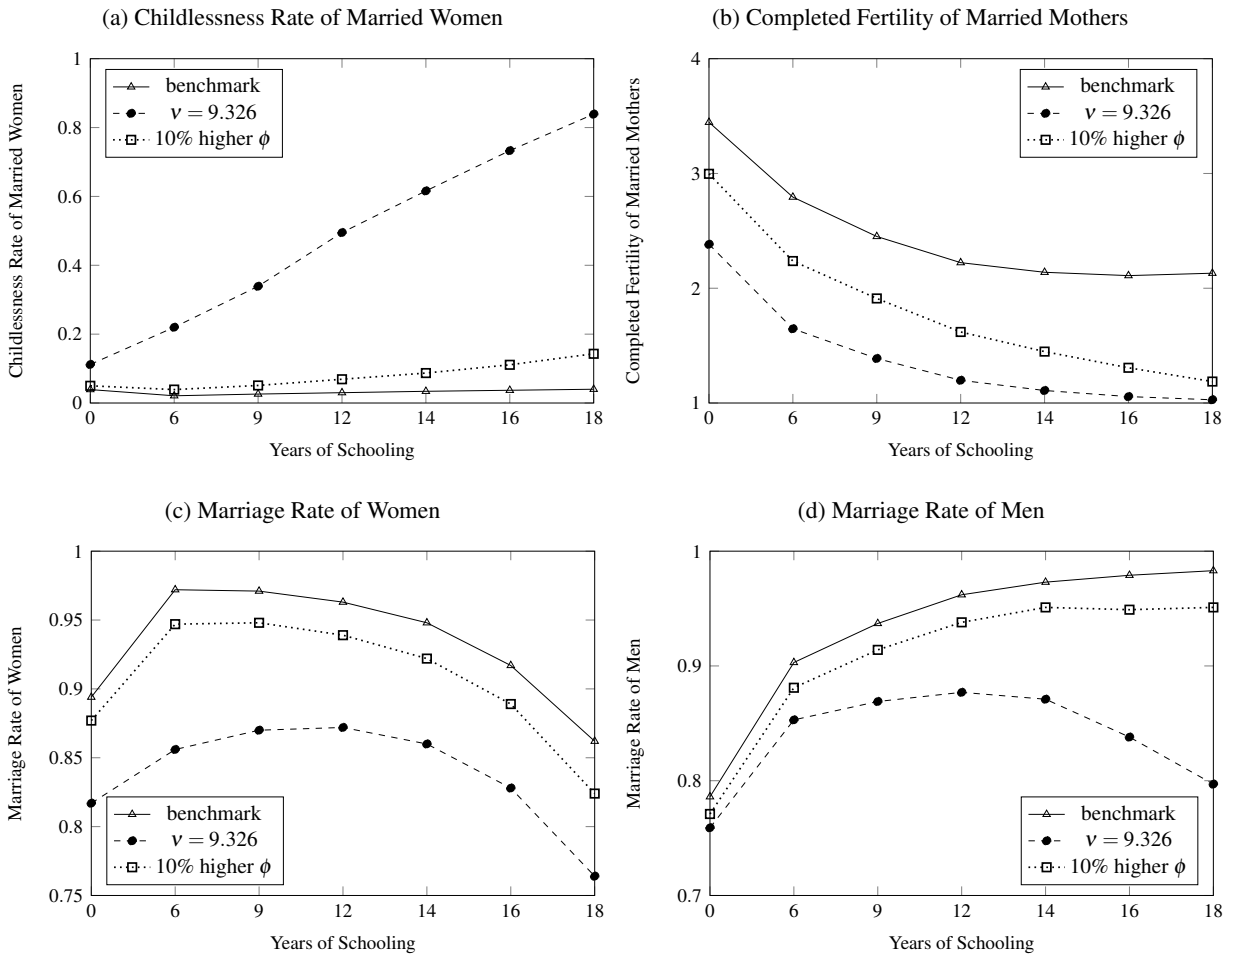 (a) Childlessness Rate of Married Women
Childlessness Rate of Married Women
1
0.8
0.6
0.4
0.2
0
benchmark
ν = 9.326
10% higher ϕ
0 6 9 12 14 16 18
Years of Schooling
(b) Completed Fertility of Married Mothers
Completed Fertility of Married Mothers
4
3
2
1
benchmark
ν = 9.326
10% higher ϕ
0 6 9 12 14 16 18
Years of Schooling
(c) Marriage Rate of Women
Marriage Rate of Women
1
0.95
0.9
0.85
0.8
0.75
benchmark
ν = 9.326
10% higher ϕ
0 6 9 12 14 16 18
Years of Schooling
(d) Marriage Rate of Men
Marriage Rate of Men
1
0.9
0.8
0.7
benchmark
ν = 9.326
10% higher ϕ
0 6 9 12 14 16 18
Years of Schooling